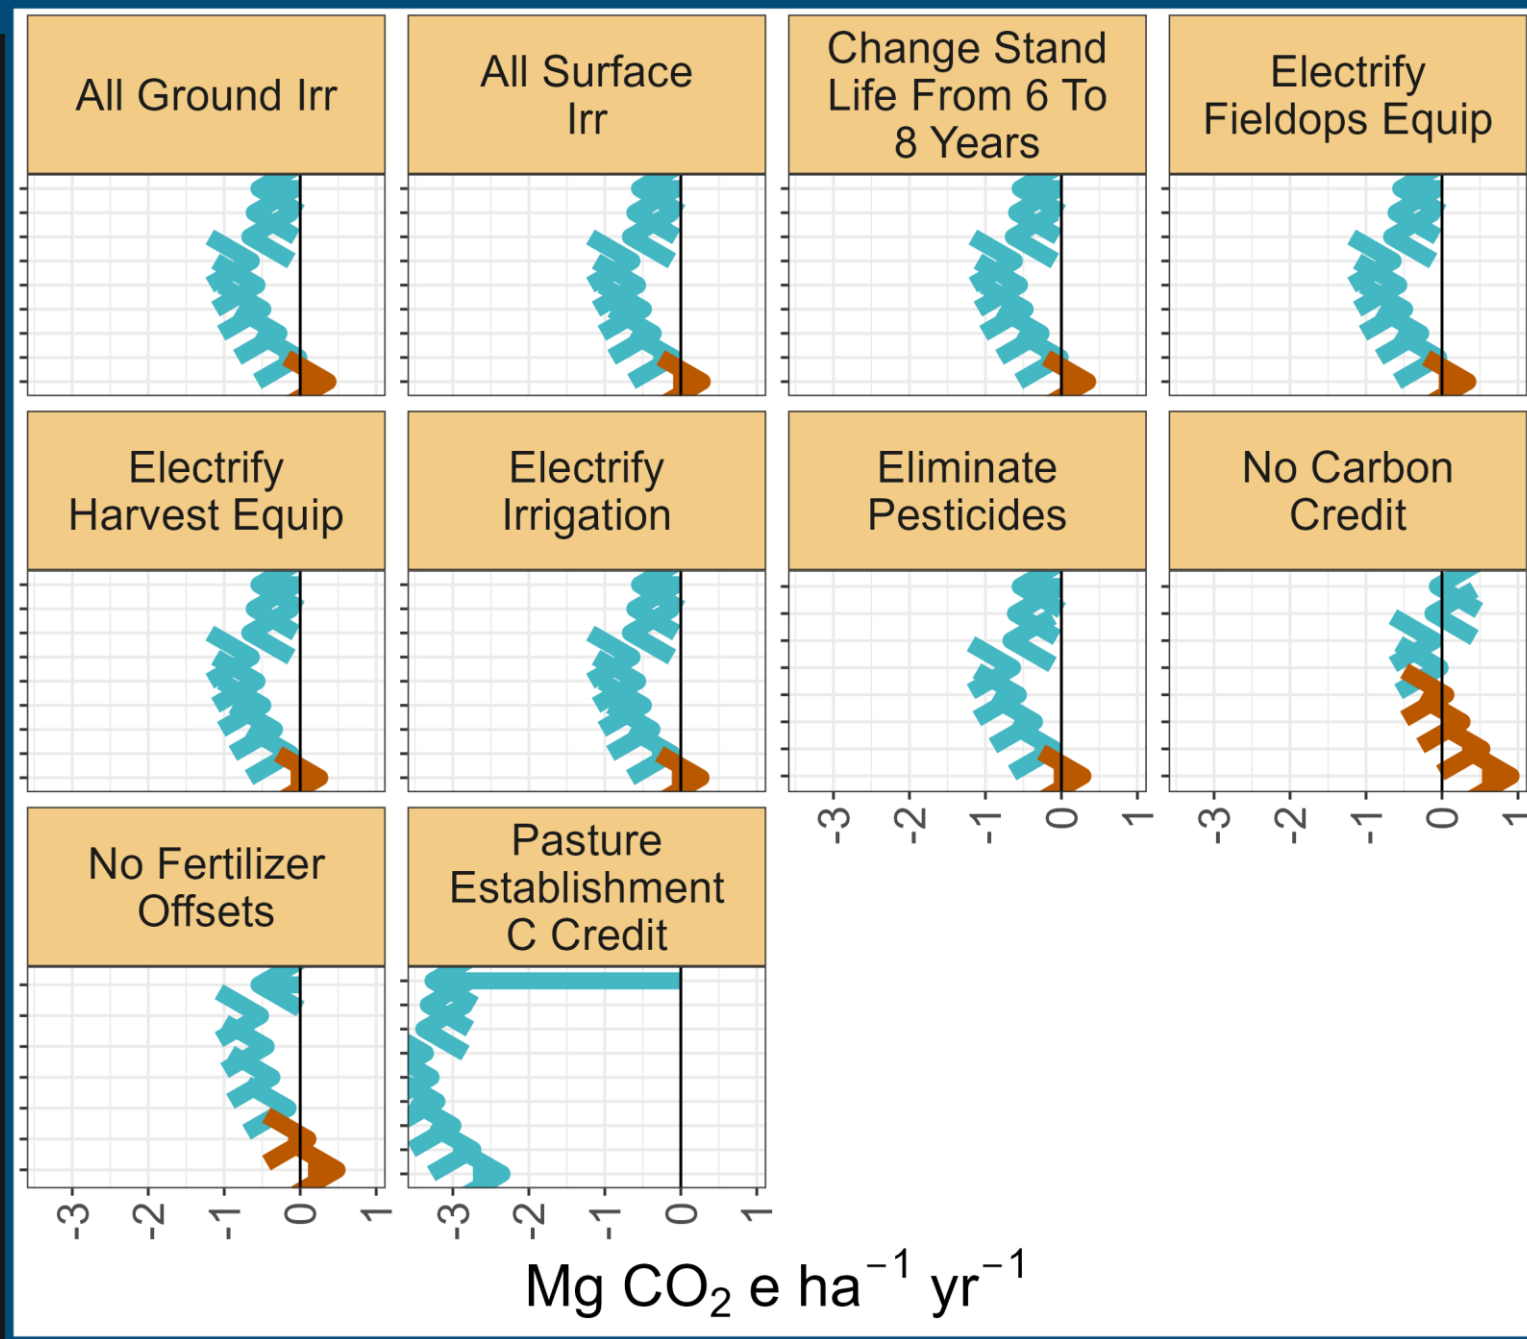 All Ground Irr
All Surface
Irr
Change Stand
Life From 6 To
8 Years
Electrify
Fieldops Equip
Electrify
Harvest Equip
Electrify
Irrigation
Eliminate
Pesticides
No Carbon
Credit
-3 -2 -1 0 1
-3 -2 -1 0 1
No Fertilizer
Offsets
Pasture
Establishment
C Credit
-3 -2 -1 0 1
-3 -2 -1 0 1
Mg CO₂ e ha⁻¹ yr⁻¹